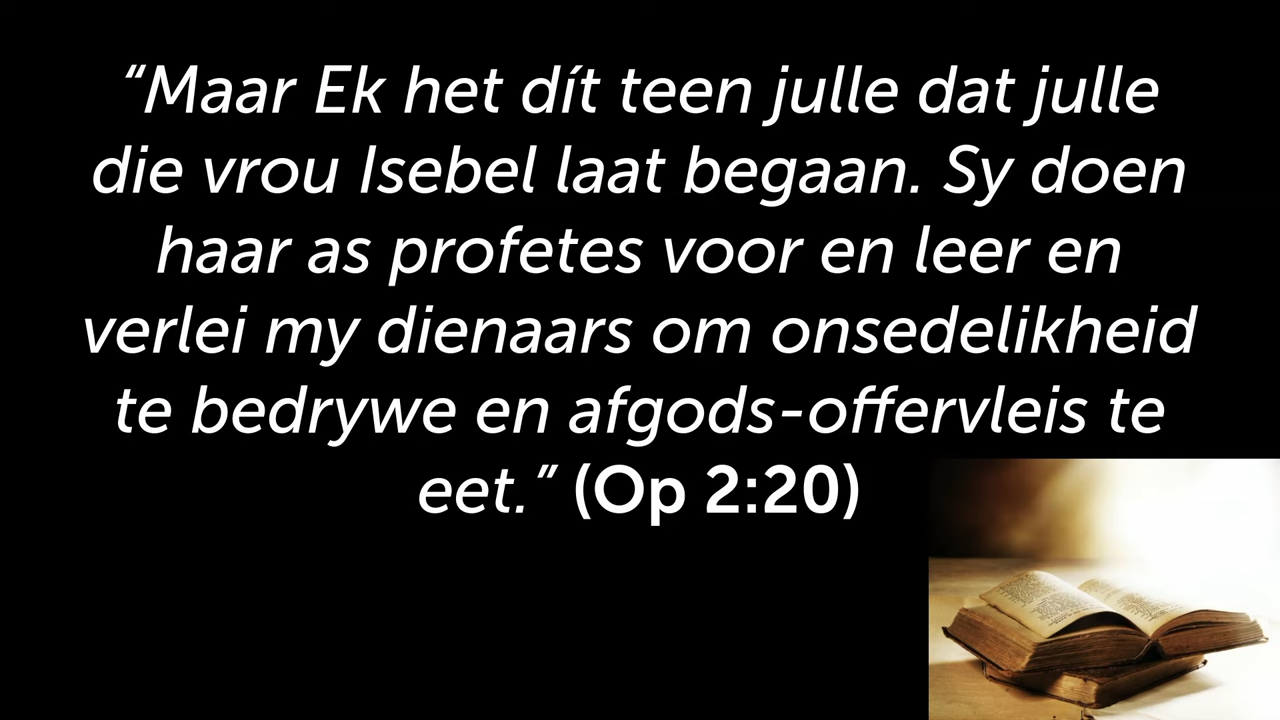 “Maar Ek het dít teen julle dat julle
die vrou Isebel laat begaan. Sy doen
haar as profetes voor en leer en
verlei my dienaars om onsedelikheid
te bedrywe en afgods-offervleis te
eet.” (Op 2:20)